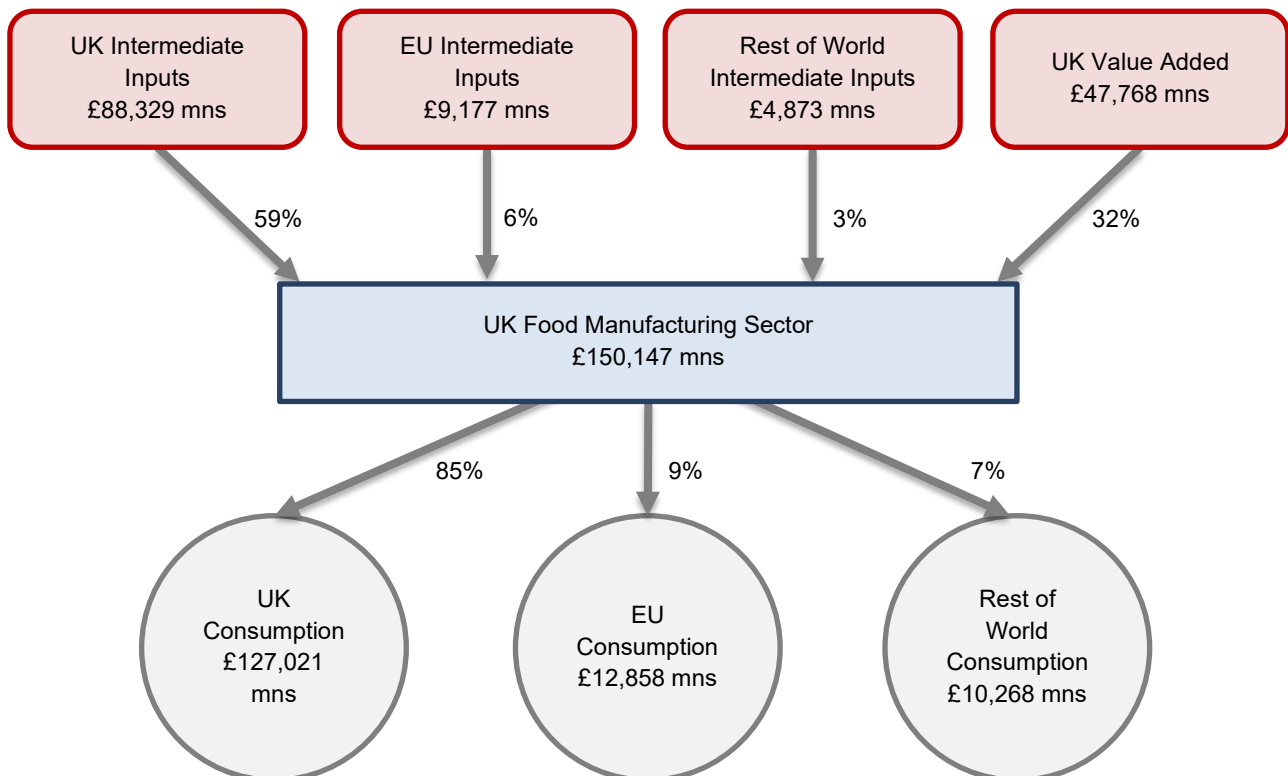 UK Intermediate
Inputs
£88,329 mns
EU Intermediate
Inputs
£9,177 mns
Rest of World
Intermediate Inputs
£4,873 mns
UK Value Added
£47,768 mns
59%
6%
3%
32%
UK Food Manufacturing Sector
£150,147 mns
85%
9%
7%
UK
Consumption
£127,021
mns
EU
Consumption
£12,858 mns
Rest of
World
Consumption
£10,268 mns